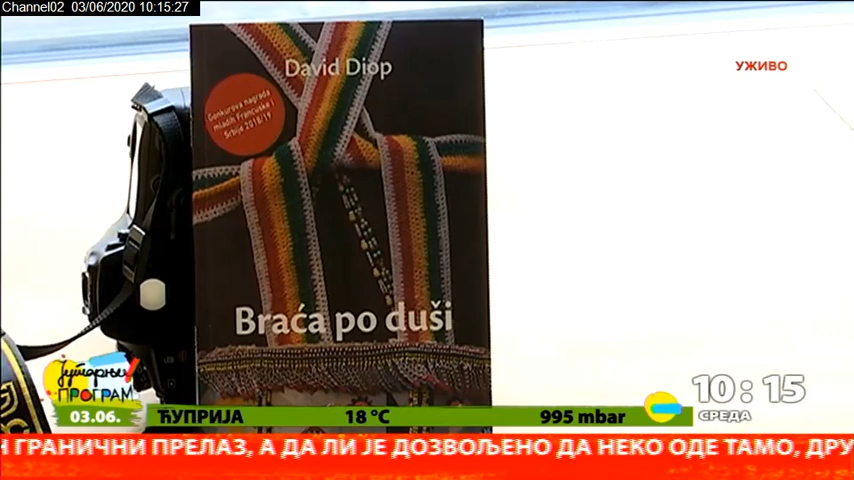 Channel02 03/06/2020 10:15:27
David Diop
УЖИВО
Gonkurova nagrada
mladih Francuske i
Srbije 2018/19
Braća po duši
Јутарњи
ПРОГРАМ
10:15
СРЕДА
03.06. ЋУПРИЈА 18 °C 995 mbar
ГРАНИЧНИ ПРЕЛАЗ, А ДА ЛИ ЈЕ ДОЗВОЉЕНО ДА НЕКО ОДЕ ТАМО, ДРУ